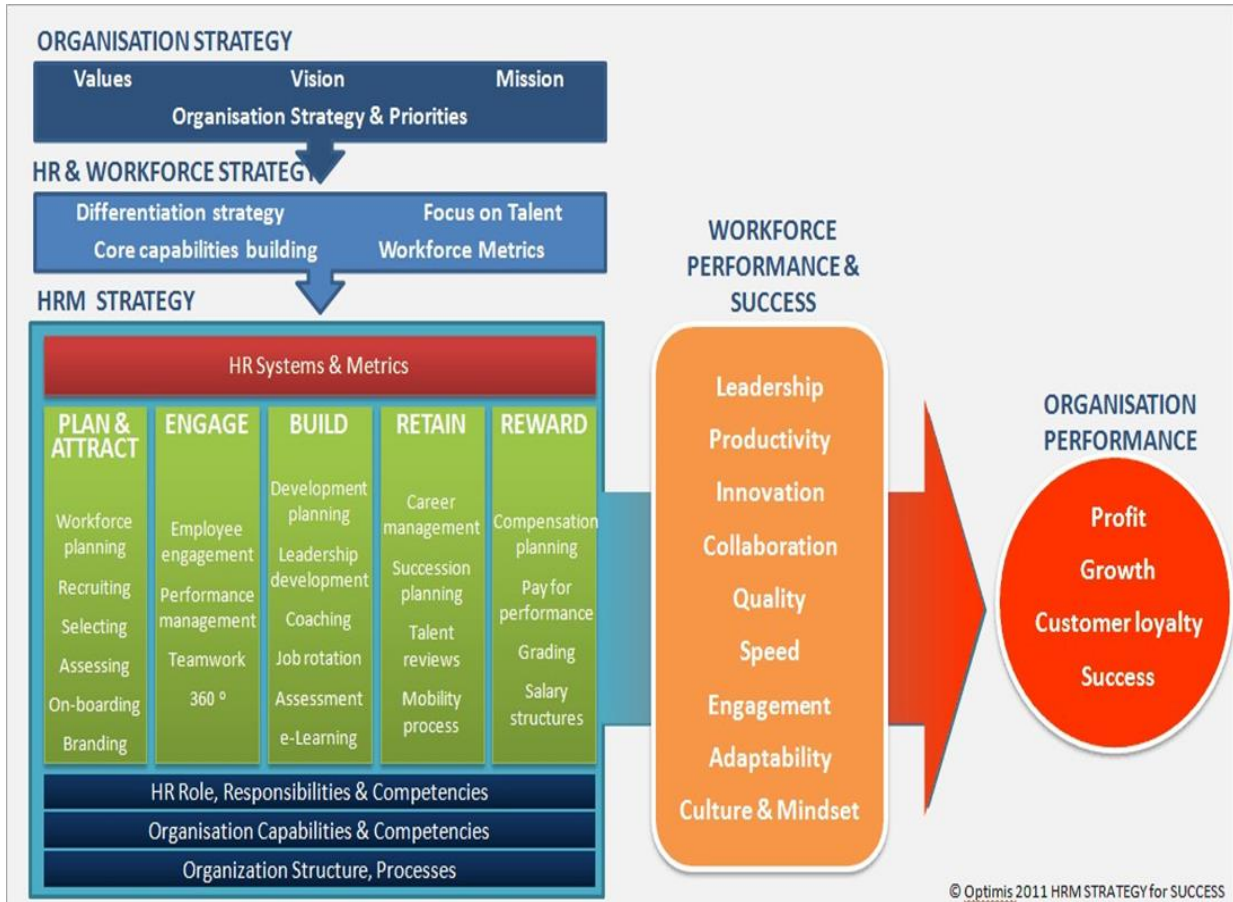 ORGANISATION STRATEGY
Values Vision Mission
Organisation Strategy & Priorities
HR & WORKFORCE STRATEGY
Differentiation strategy Focus on Talent
Core capabilities building Workforce Metrics
HRM STRATEGY
HR Systems & Metrics
PLAN &
ATTRACT
Workforce
planning
Recruiting
Selecting
Assessing
On-boarding
Branding
ENGAGE
Employee
engagement
Performance
management
Teamwork
360 º
BUILD
Development
planning
Leadership
development
Coaching
Job rotation
Assessment
e-Learning
RETAIN
Career
management
Succession
planning
Talent
reviews
Mobility
process
REWARD
Compensation
planning
Pay for
performance
Grading
Salary
structures
HR Role, Responsibilities & Competencies
Organisation Capabilities & Competencies
Organization Structure, Processes
WORKFORCE
PERFORMANCE &
SUCCESS
Leadership
Productivity
Innovation
Collaboration
Quality
Speed
Engagement
Adaptability
Culture & Mindset
ORGANISATION
PERFORMANCE
Profit
Growth
Customer loyalty
Success
© Optimis 2011 HRM STRATEGY for SUCCESS